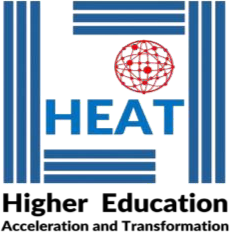 HEAT
Higher Education
Acceleration and Transformation